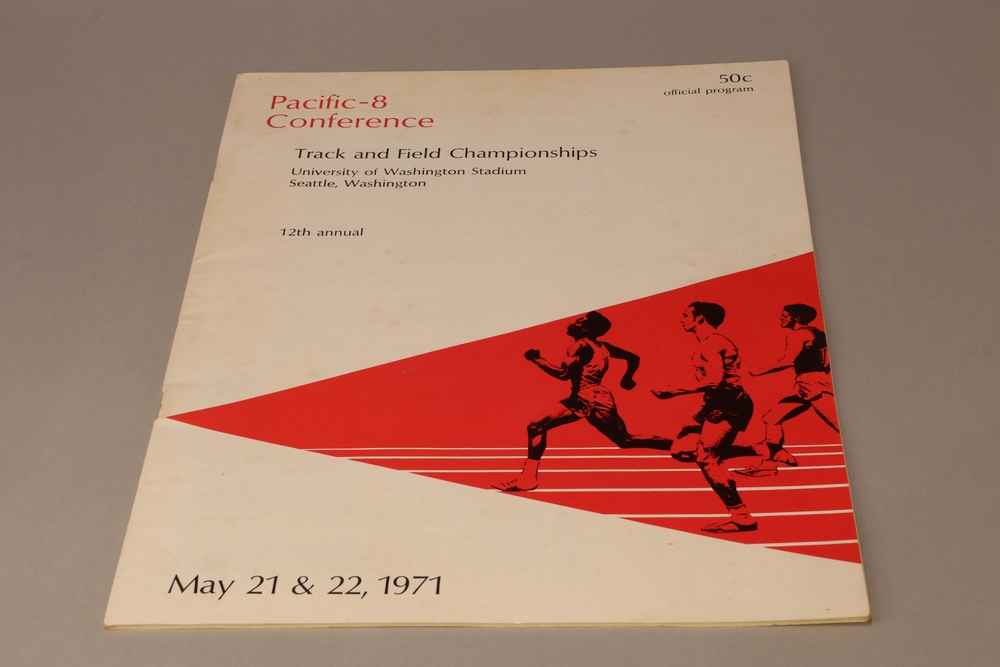 50c
official program
Pacific-8
Conference
Track and Field Championships
University of Washington Stadium
Seattle, Washington
12th annual
May 21 & 22, 1971